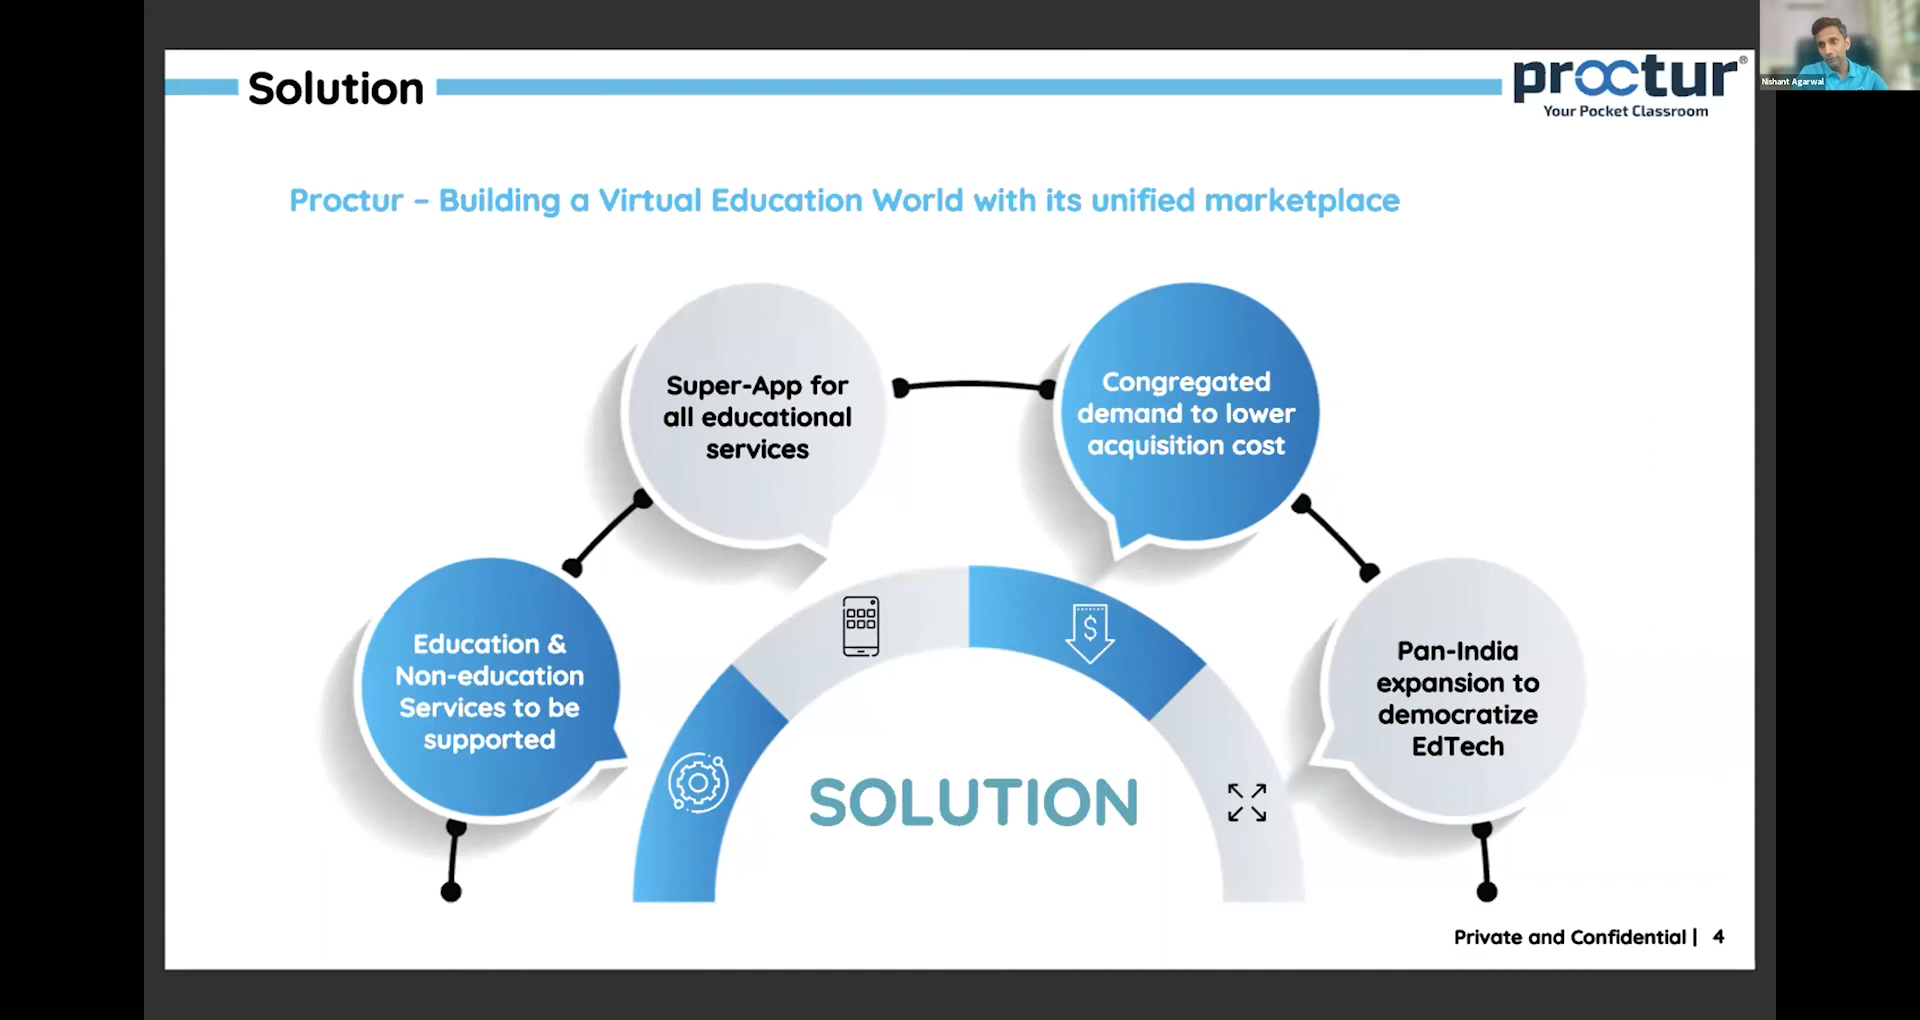 Solution
proctur®
Your Pocket Classroom
Nishant Agarwal
Proctur – Building a Virtual Education World with its unified marketplace
Super-App for
all educational
services
Congregated
demand to lower
acquisition cost
Education &
Non-education
Services to be
supported
Pan-India
expansion to
democratize
EdTech
$
SOLUTION
Private and Confidential | 4